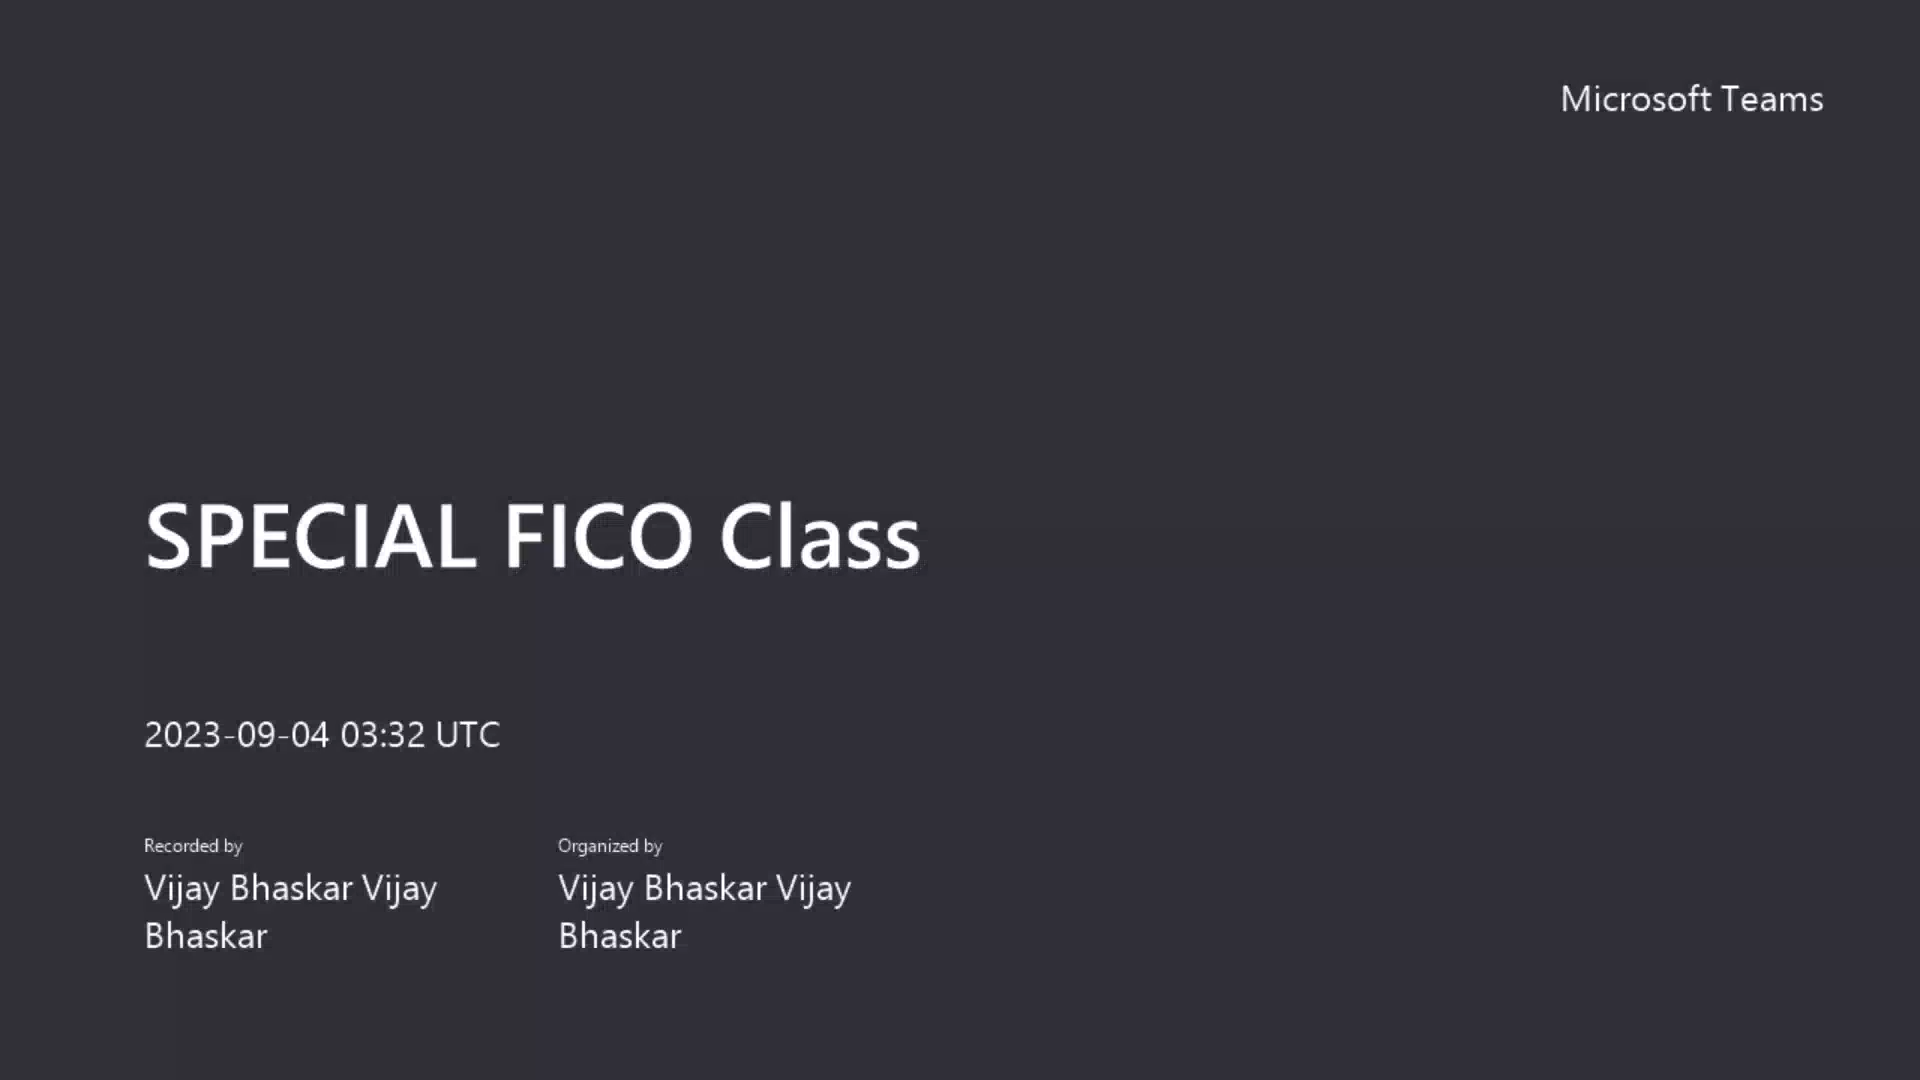 Microsoft Teams
SPECIAL FICO Class
2023-09-04 03:32 UTC
Recorded by
Vijay Bhaskar Vijay
Bhaskar
Organized by
Vijay Bhaskar Vijay
Bhaskar